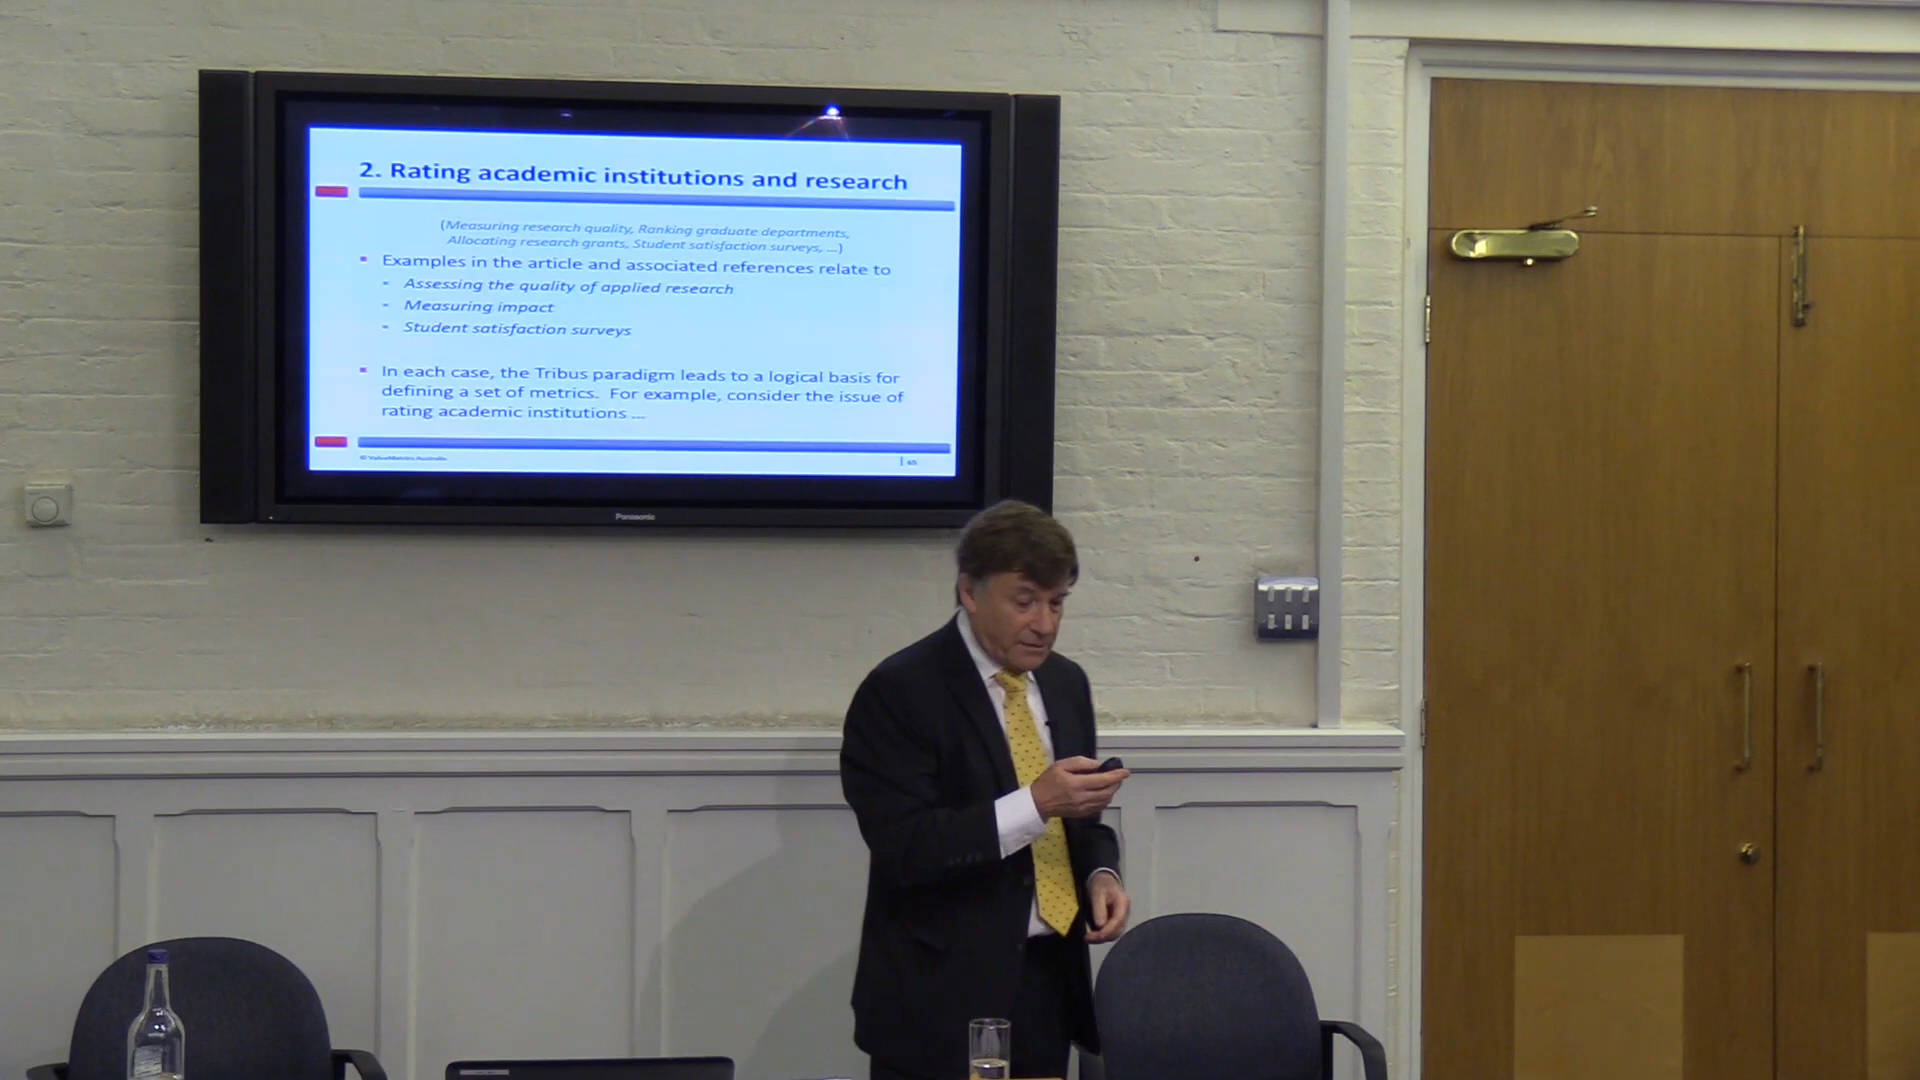 2. Rating academic institutions and research
(Measuring research quality, Ranking graduate departments,
Allocating research grants, Student satisfaction surveys, ...)
▪ Examples in the article and associated references relate to
- Assessing the quality of applied research
- Measuring impact
- Student satisfaction surveys
▪ In each case, the Tribus paradigm leads to a logical basis for
defining a set of metrics. For example, consider the issue of
rating academic institutions ...
© ValueMetrics Australia
| 65
Panasonic